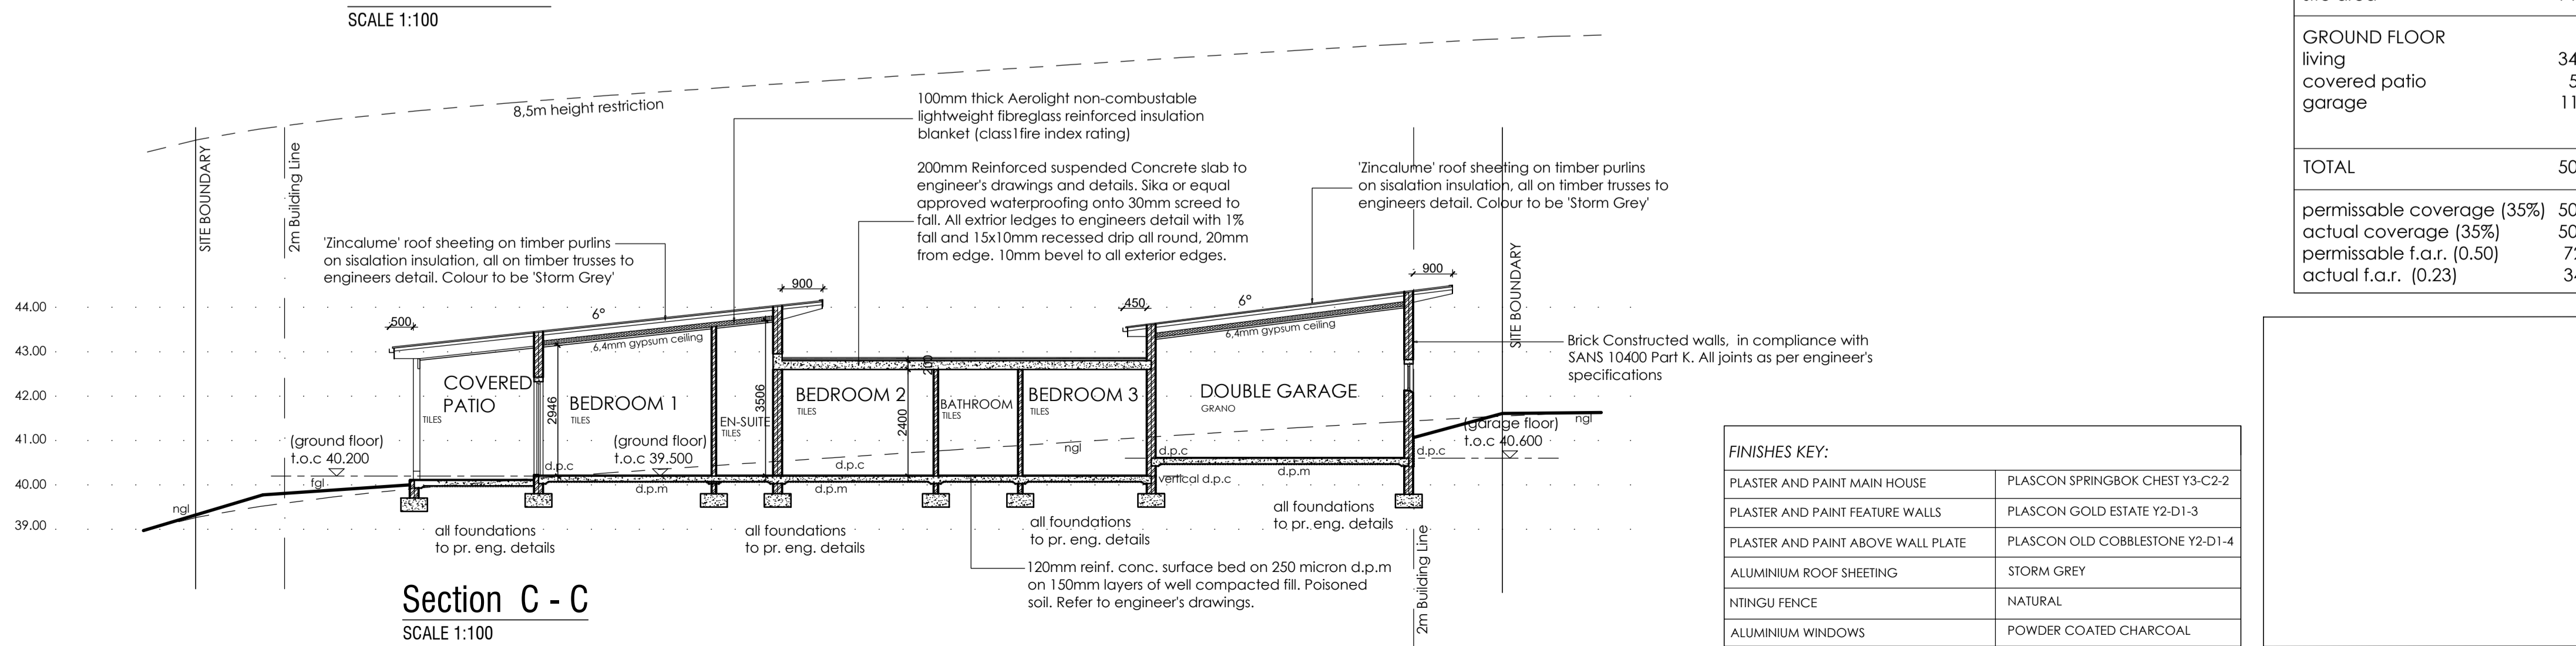 SCALE 1:100
8,5m height restriction
SITE BOUNDARY
2m Building Line
'Zincalume' roof sheeting on timber purlins
on sisalation insulation, all on timber trusses to
engineers detail. Colour to be 'Storm Grey'
100mm thick Aerolight non-combustable
lightweight fibreglass reinforced insulation
blanket (class1fire index rating)
200mm Reinforced suspended Concrete slab to
engineer's drawings and details. Sika or equal
approved waterproofing onto 30mm screed to
fall. All extrior ledges to engineers detail with 1%
fall and 15x10mm recessed drip all round, 20mm
from edge. 10mm bevel to all exterior edges.
'Zincalume' roof sheeting on timber purlins
on sisalation insulation, all on timber trusses to
engineers detail. Colour to be 'Storm Grey'
SITE BOUNDARY
Brick Constructed walls, in compliance with
SANS 10400 Part K. All joints as per engineer's
specifications
44.00
43.00
42.00
41.00
40.00
39.00
500
6°
900
450
6°
900
6,4mm gypsum ceiling
6,4mm gypsum ceiling
200
COVERED
PATIO
TILES
2946
BEDROOM 1
TILES
EN-SUITE
TILES
3506
BEDROOM 2
TILES
2400
BATHROOM
TILES
BEDROOM 3
TILES
DOUBLE GARAGE
GRANO
(ground floor)
t.o.c 40.200
(ground floor)
t.o.c 39.500
(garage floor)
t.o.c 40.600
ngl
ngl
ngl
fgl
d.p.c
d.p.c
d.p.c
d.p.c
d.p.m
d.p.m
d.p.m
vertical d.p.c
all foundations
to pr. eng. details
all foundations
to pr. eng. details
all foundations
to pr. eng. details
all foundations
to pr. eng. details
120mm reinf. conc. surface bed on 250 micron d.p.m
on 150mm layers of well compacted fill. Poisoned
soil. Refer to engineer's drawings.
2m Building Line
Section C - C
SCALE 1:100
GROUND FLOOR
living 34
covered patio 5
garage 11
TOTAL 50
permissable coverage (35%) 50
actual coverage (35%) 50
permissable f.a.r. (0.50) 72
actual f.a.r. (0.23) 34
FINISHES KEY:
PLASTER AND PAINT MAIN HOUSE PLASCON SPRINGBOK CHEST Y3-C2-2
PLASTER AND PAINT FEATURE WALLS PLASCON GOLD ESTATE Y2-D1-3
PLASTER AND PAINT ABOVE WALL PLATE PLASCON OLD COBBLESTONE Y2-D1-4
ALUMINIUM ROOF SHEETING STORM GREY
NTINGU FENCE NATURAL
ALUMINIUM WINDOWS POWDER COATED CHARCOAL